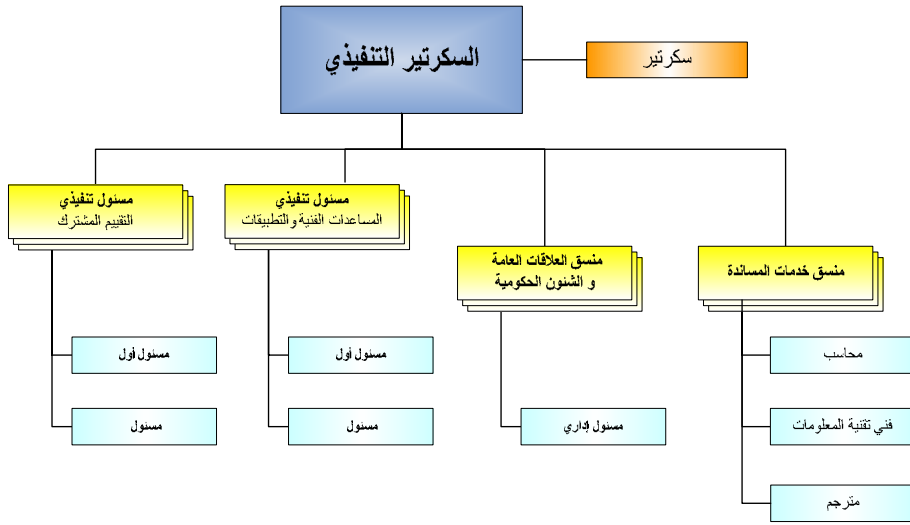 السكرتير التنفيذي
سكرتير
مسئول تنفيذي
التقييم المشترك
مسئول تنفيذي
المساعدات الفنية والتطبيقات
منسق العلاقات العامة
و الشئون الحكومية
منسق خدمات المساندة
مسئول أول
مسئول أول
محاسب
مسئول
مسئول
مسئول إداري
فني تقنية المعلومات
مترجم